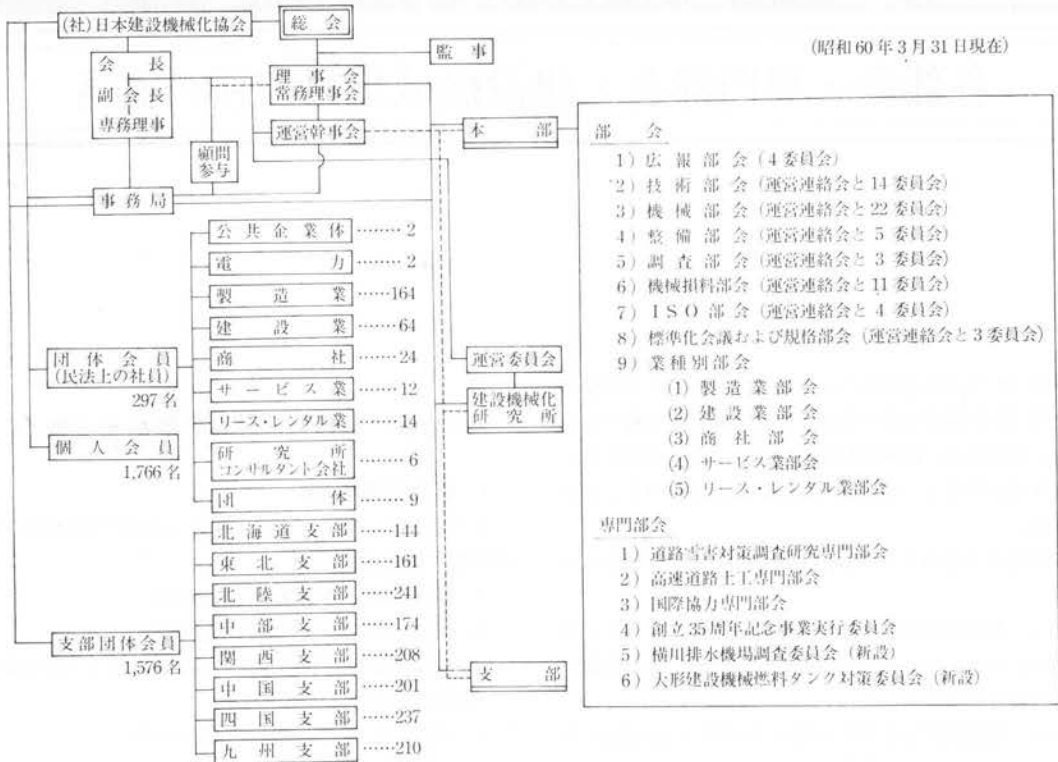 (社)日本建設機械化協会
総会
監事
(昭和60年3月31日現在)
会長
副会長
専務理事
理事会
常務理事会
運営幹事会
顧問
参与
事務局
本部
団体会員
(民法上の社員)
297名
個人会員
1,766名
公共企業体……2
電力……2
製造業……164
建設業……64
商社……24
サービス業……12
リース・レンタル業……14
研究所
コンサルタント会社……6
団体……9
支部団体会員
1,576名
北海道支部……144
東北支部……161
北陸支部……241
中部支部……174
関西支部……208
中国支部……201
四国支部……237
九州支部……210
運営委員会
建設機械化
研究所
支部
部会
1)広報部会(4委員会)
2)技術部会(運営連絡会と14委員会)
3)機械部会(運営連絡会と22委員会)
4)整備部会(運営連絡会と5委員会)
5)調査部会(運営連絡会と3委員会)
6)機械損料部会(運営連絡会と11委員会)
7)ISO部会(運営連絡会と4委員会)
8)標準化会議および規格部会(運営連絡会と3委員会)
9)業種別部会
(1)製造業部会
(2)建設業部会
(3)商社部会
(4)サービス業部会
(5)リース・レンタル業部会
専門部会
1)道路雪害対策調査研究専門部会
2)高速道路土工専門部会
3)国際協力専門部会
4)創立35周年記念事業実行委員会
5)横川排水機場調査委員会(新設)
6)大形建設機械燃料タンク対策委員会(新設)